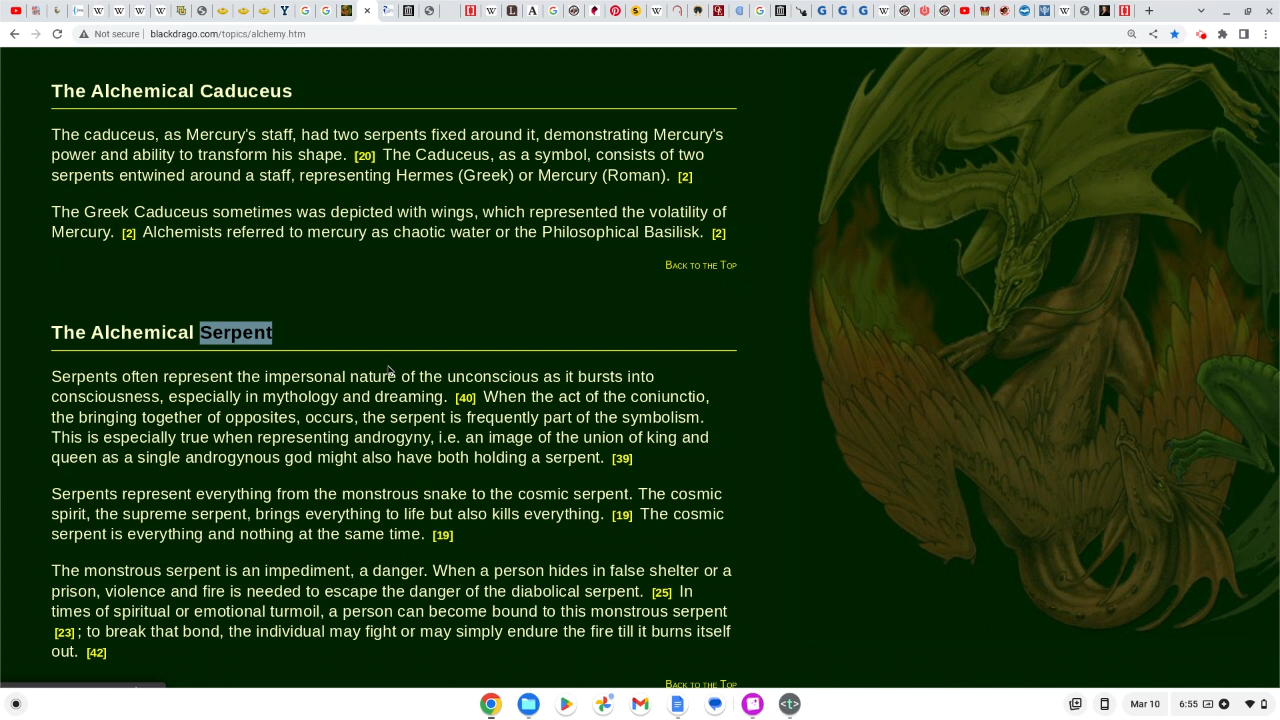 Not secure
blackdrago.com/topics/alchemy.htm
The Alchemical Caduceus
The caduceus, as Mercury's staff, had two serpents fixed around it, demonstrating Mercury's
power and ability to transform his shape. [20] The Caduceus, as a symbol, consists of two
serpents entwined around a staff, representing Hermes (Greek) or Mercury (Roman). [2]
The Greek Caduceus sometimes was depicted with wings, which represented the volatility of
Mercury. [2] Alchemists referred to mercury as chaotic water or the Philosophical Basilisk. [2]
Back to the Top
The Alchemical Serpent
Serpents often represent the impersonal nature of the unconscious as it bursts into
consciousness, especially in mythology and dreaming. [40] When the act of the coniunctio,
the bringing together of opposites, occurs, the serpent is frequently part of the symbolism.
This is especially true when representing androgyny, i.e. an image of the union of king and
queen as a single androgynous god might also have both holding a serpent. [39]
Serpents represent everything from the monstrous snake to the cosmic serpent. The cosmic
spirit, the supreme serpent, brings everything to life but also kills everything. [19] The cosmic
serpent is everything and nothing at the same time. [19]
The monstrous serpent is an impediment, a danger. When a person hides in false shelter or a
prison, violence and fire is needed to escape the danger of the diabolical serpent. [25] In
times of spiritual or emotional turmoil, a person can become bound to this monstrous serpent
[23] ; to break that bond, the individual may fight or may simply endure the fire till it burns itself
out. [42]
Back to the Top
Mar 10
6:55